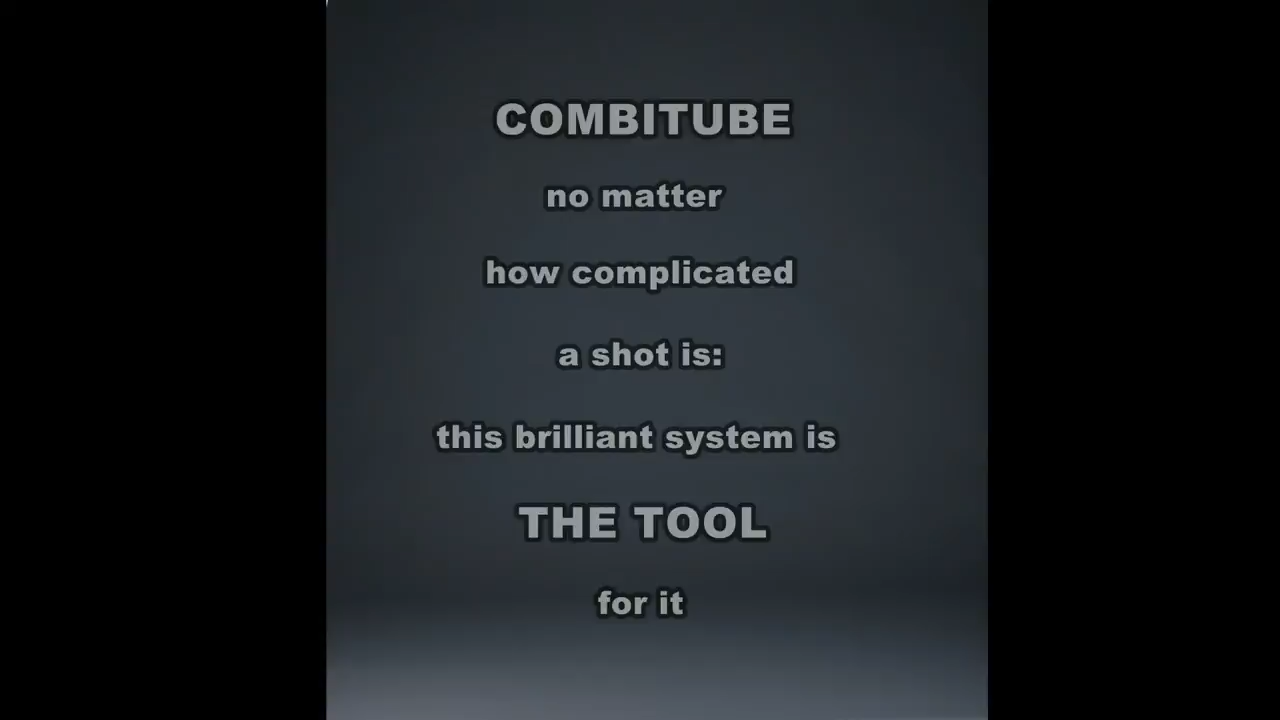 COMBITUBE
no matter
how complicated
a shot is:
this brilliant system is
THE TOOL
for it